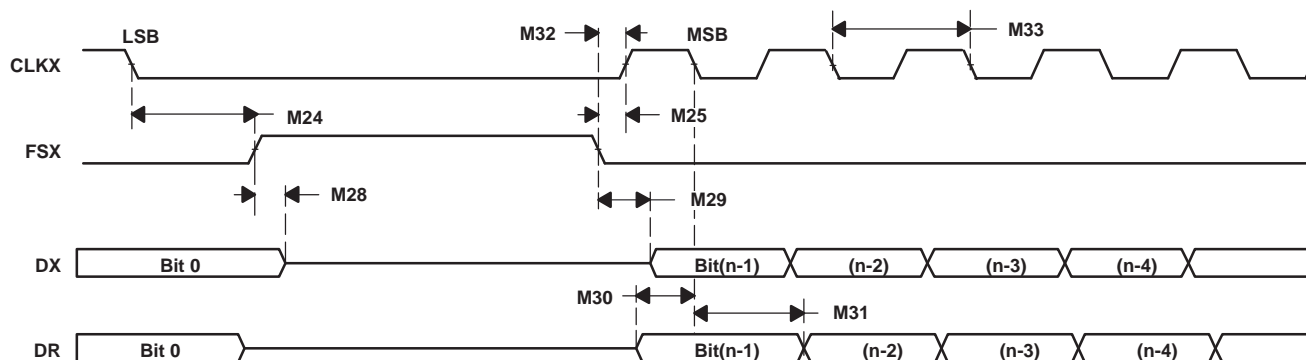 LSB M32 MSB M33
CLKX
M24 M25
FSX
M28 M29
DX Bit 0 Bit(n-1) (n-2) (n-3) (n-4)
M30 M31
DR Bit 0 Bit(n-1) (n-2) (n-3) (n-4)